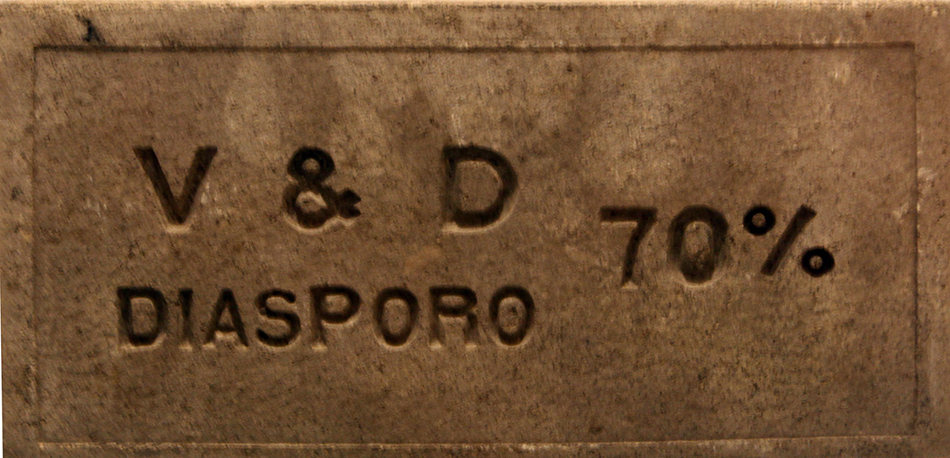 V & D
DIASPORO
70%